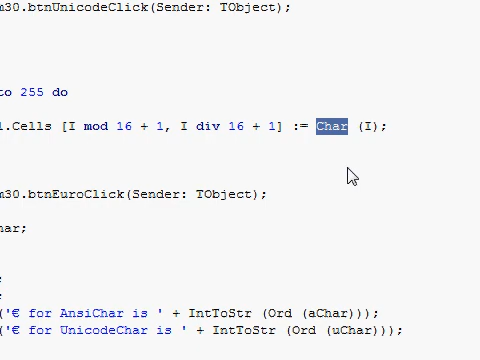 m30.btnUnicodeClick(Sender: TObject);
to 255 do
.Cells [I mod 16 + 1, I div 16 + 1] := Char (I);
m30.btnEuroClick(Sender: TObject);
har;
;
('€ for AnsiChar is ' + IntToStr (Ord (aChar)));
('€ for UnicodeChar is ' + IntToStr (Ord (uChar)));